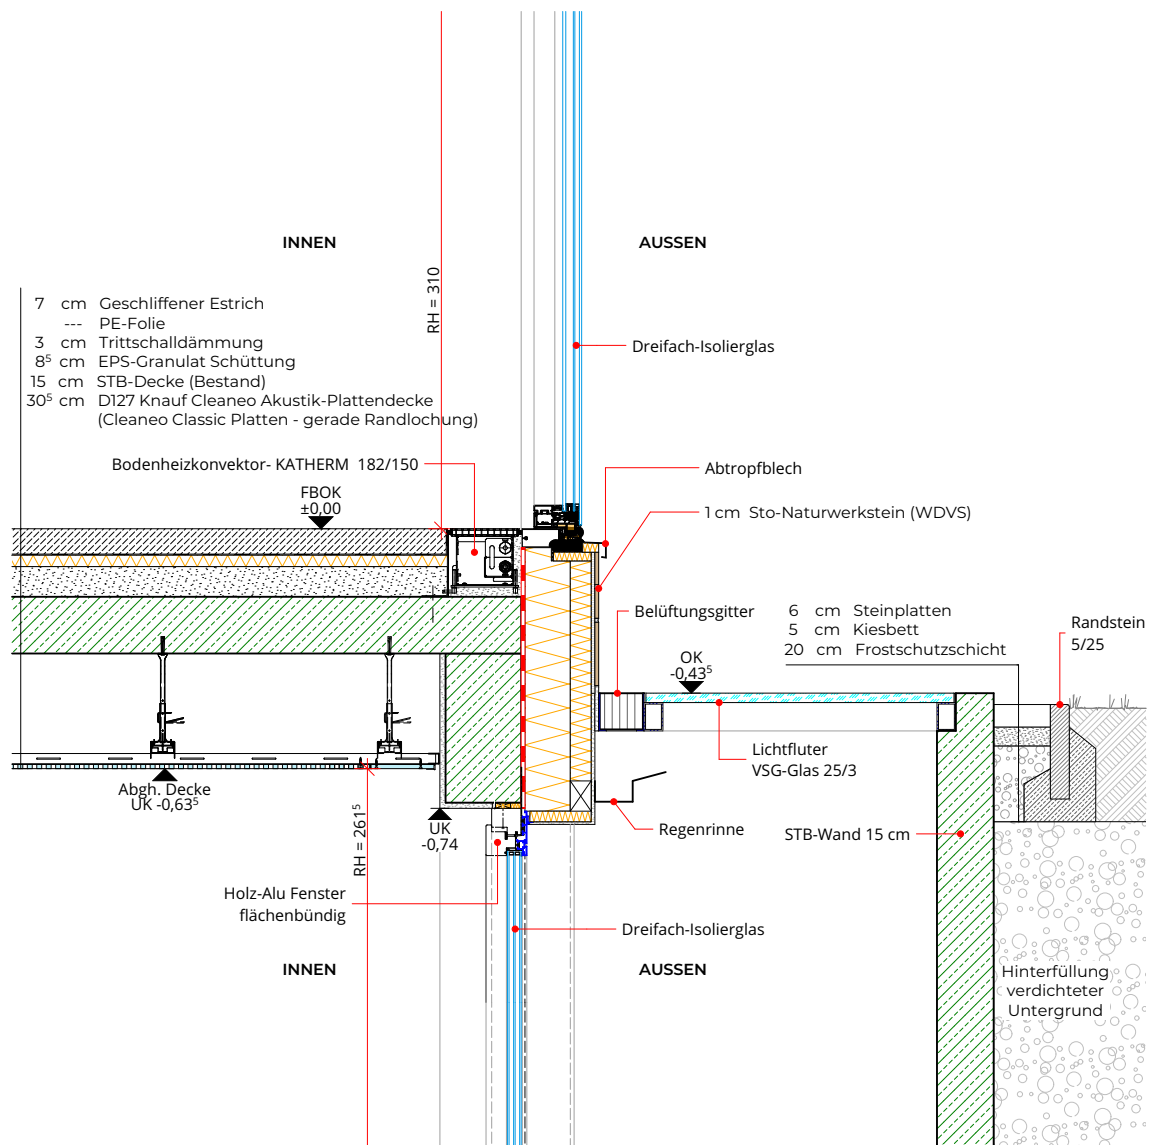 INNEN
AUSSEN
RH = 310
7 cm Geschliffener Estrich
--- PE-Folie
3 cm Trittschalldämmung
8⁵ cm EPS-Granulat Schüttung
15 cm STB-Decke (Bestand)
30⁵ cm D127 Knauf Cleaneo Akustik-Plattendecke
(Cleaneo Classic Platten - gerade Randlochung)
Dreifach-Isolierglas
Bodenheizkonvektor- KATHERM 182/150
Abtropfblech
FBOK
±0,00
1 cm Sto-Naturwerkstein (WDVS)
Belüftungsgitter
6 cm Steinplatten
5 cm Kiesbett
20 cm Frostschutzschicht
Randstein
5/25
OK
-0,43⁵
Lichtfluter
VSG-Glas 25/3
Abgh. Decke
UK -0,63⁵
RH = 261⁵
UK
-0,74
Regenrinne
STB-Wand 15 cm
Holz-Alu Fenster
flächenbündig
Dreifach-Isolierglas
INNEN
AUSSEN
Hinterfüllung
verdichteter
Untergrund